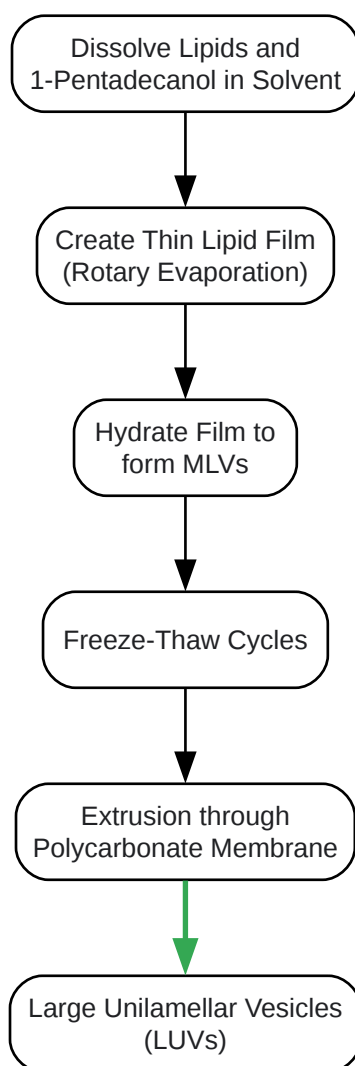 Dissolve Lipids and
1-Pentadecanol in Solvent
Create Thin Lipid Film
(Rotary Evaporation)
Hydrate Film to
form MLVs
Freeze-Thaw Cycles
Extrusion through
Polycarbonate Membrane
Large Unilamellar Vesicles
(LUVs)